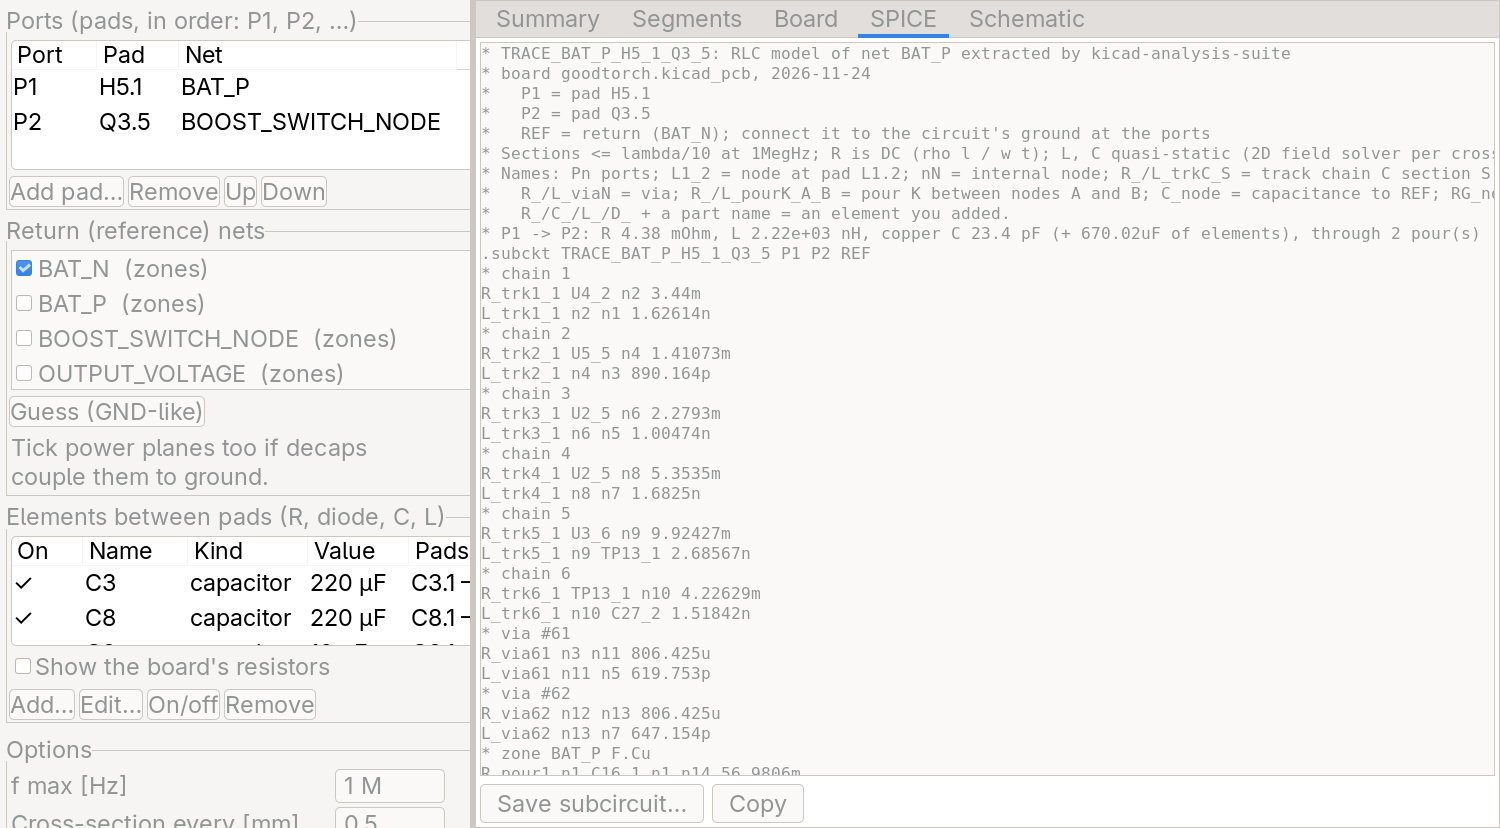 Ports (pads, in order: P1, P2, ...)
Port Pad Net
P1 H5.1 BAT_P
P2 Q3.5 BOOST_SWITCH_NODE
Add pad... Remove Up Down
Return (reference) nets
BAT_N (zones)
BAT_P (zones)
BOOST_SWITCH_NODE (zones)
OUTPUT_VOLTAGE (zones)
Guess (GND-like)
Tick power planes too if decaps
couple them to ground.
Elements between pads (R, diode, C, L)
On Name Kind Value Pads
✓ C3 capacitor 220 µF C3.1
✓ C8 capacitor 220 µF C8.1
Show the board's resistors
Add... Edit... On/off Remove
Options
f max [Hz] 1 M
Cross-section every [mm] 0.5
Summary Segments Board SPICE Schematic
* TRACE_BAT_P_H5_1_Q3_5: RLC model of net BAT_P extracted by kicad-analysis-suite
* board goodtorch.kicad_pcb, 2026-11-24
*   P1 = pad H5.1
*   P2 = pad Q3.5
*   REF = return (BAT_N); connect it to the circuit's ground at the ports
* Sections <= lambda/10 at 1MegHz; R is DC (rho l / w t); L, C quasi-static (2D field solver per cros
* Names: Pn ports; L1_2 = node at pad L1.2; nN = internal node; R_/L_trkC_S = track chain C section S
*   R_/L_viaN = via; R_/L_pourK_A_B = pour K between nodes A and B; C_node = capacitance to REF; RG_no
*   R_/C_/L_/D_ + a part name = an element you added.
* P1 -> P2: R 4.38 mOhm, L 2.22e+03 nH, copper C 23.4 pF (+ 670.02uF of elements), through 2 pour(s)
.subckt TRACE_BAT_P_H5_1_Q3_5 P1 P2 REF
* chain 1
R_trk1_1 U4_2 n2 3.44m
L_trk1_1 n2 n1 1.62614n
* chain 2
R_trk2_1 U5_5 n4 1.41073m
L_trk2_1 n4 n3 890.164p
* chain 3
R_trk3_1 U2_5 n6 2.2793m
L_trk3_1 n6 n5 1.00474n
* chain 4
R_trk4_1 U2_5 n8 5.3535m
L_trk4_1 n8 n7 1.6825n
* chain 5
R_trk5_1 U3_6 n9 9.92427m
L_trk5_1 n9 TP13_1 2.68567n
* chain 6
R_trk6_1 TP13_1 n10 4.22629m
L_trk6_1 n10 C27_2 1.51842n
* via #61
R_via61 n3 n11 806.425u
L_via61 n11 n5 619.753p
* via #62
R_via62 n12 n13 806.425u
L_via62 n13 n7 647.154p
* zone BAT_P F.Cu
R_pour1_n1_C16_1 n1 n14 56.9806m
Save subcircuit... Copy